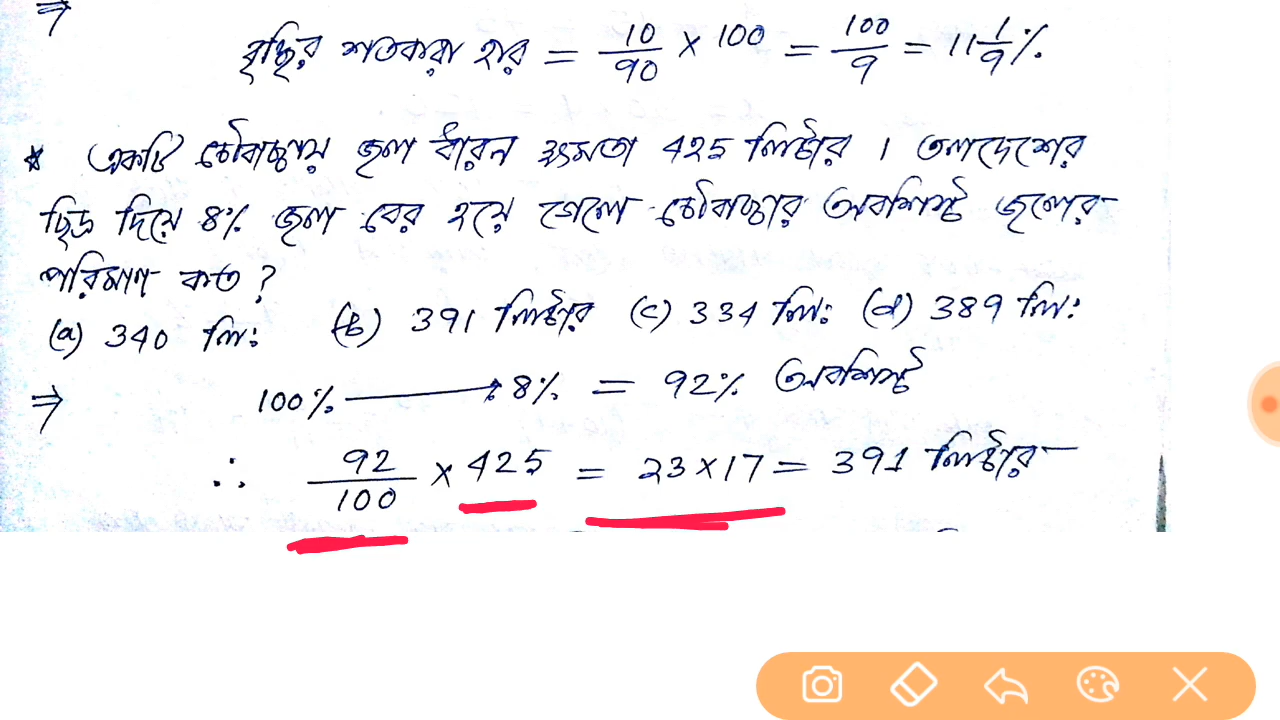 ⇒
বৃদ্ধির শতকরা হার = 10/90 × 100 = 100/9 = 11 1/9 %
* একটি চৌবাচ্চায় জল ধারন ক্ষমতা 425 লিটার । তলদেশের
ছিদ্র দিয়ে 8% জল বের হয়ে গেলে চৌবাচ্চার অবশিষ্ট জলের
পরিমাণ কত ?
(a) 340 লি: (b) 391 লিটার (c) 334 লি: (d) 389 লি:
⇒ 100% → 8% = 92% অবশিষ্ট
∴ 92/100 × 425 = 23 × 17 = 391 লিটার